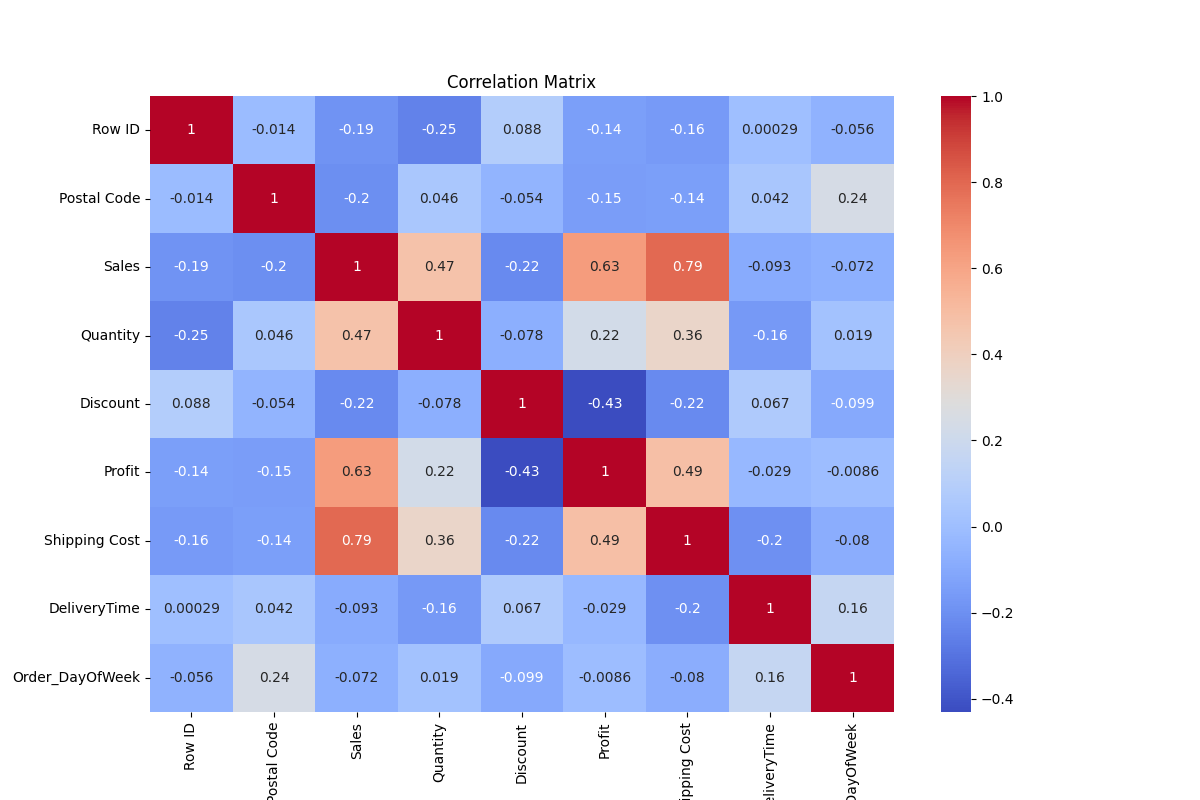 Correlation Matrix
Row ID 1 -0.014 -0.19 -0.25 0.088 -0.14 -0.16 0.00029 -0.056
Postal Code -0.014 1 -0.2 0.046 -0.054 -0.15 -0.14 0.042 0.24
Sales -0.19 -0.2 1 0.47 -0.22 0.63 0.79 -0.093 -0.072
Quantity -0.25 0.046 0.47 1 -0.078 0.22 0.36 -0.16 0.019
Discount 0.088 -0.054 -0.22 -0.078 1 -0.43 -0.22 0.067 -0.099
Profit -0.14 -0.15 0.63 0.22 -0.43 1 0.49 -0.029 -0.0086
Shipping Cost -0.16 -0.14 0.79 0.36 -0.22 0.49 1 -0.2 -0.08
DeliveryTime 0.00029 0.042 -0.093 -0.16 0.067 -0.029 -0.2 1 0.16
Order_DayOfWeek -0.056 0.24 -0.072 0.019 -0.099 -0.0086 -0.08 0.16 1
Row ID
Postal Code
Sales
Quantity
Discount
Profit
ipping Cost
eliveryTime
DayOfWeek
1.0
0.8
0.6
0.4
0.2
0.0
−0.2
−0.4